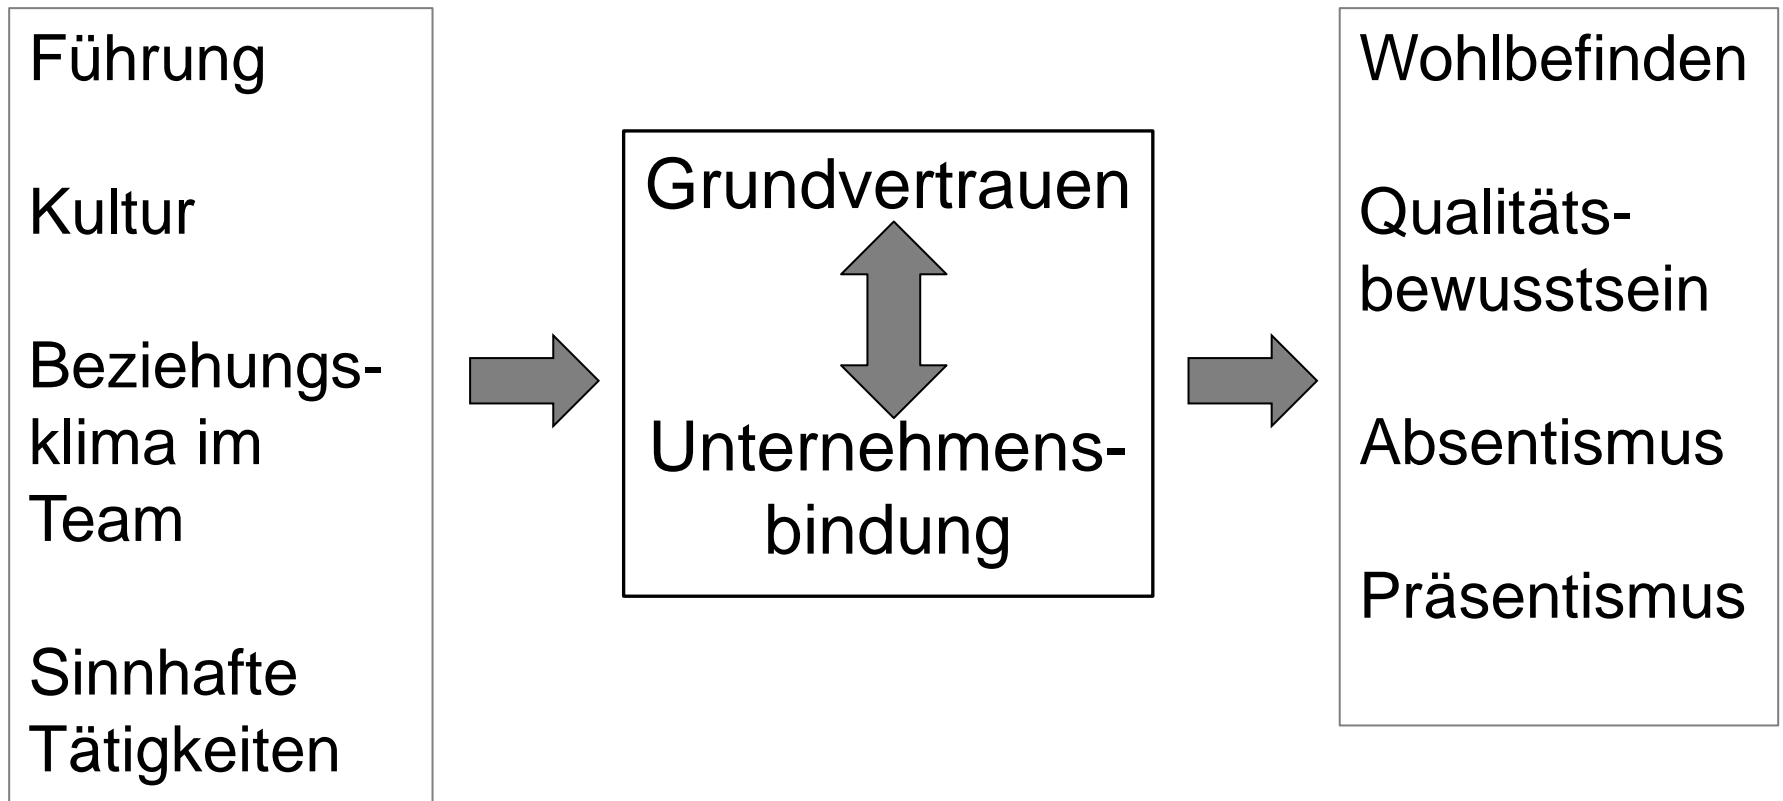 Führung
Kultur
Beziehungs-
klima im
Team
Sinnhafte
Tätigkeiten
Grundvertrauen
Unternehmens-
bindung
Wohlbefinden
Qualitäts-
bewusstsein
Absentismus
Präsentismus